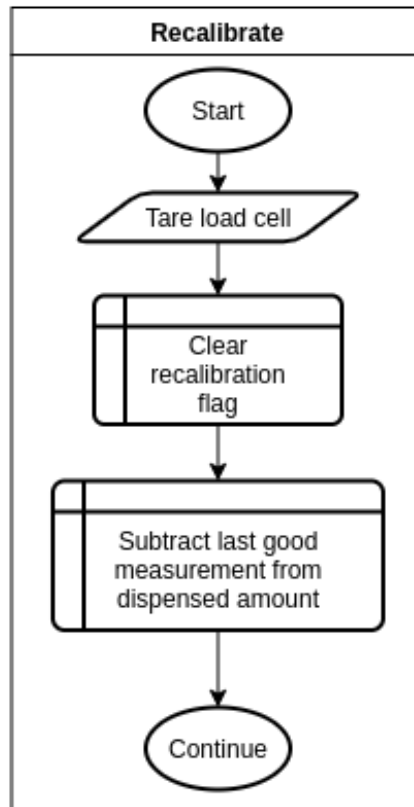 Recalibrate
Start
Tare load cell
Clear
recalibration
flag
Subtract last good
measurement from
dispensed amount
Continue